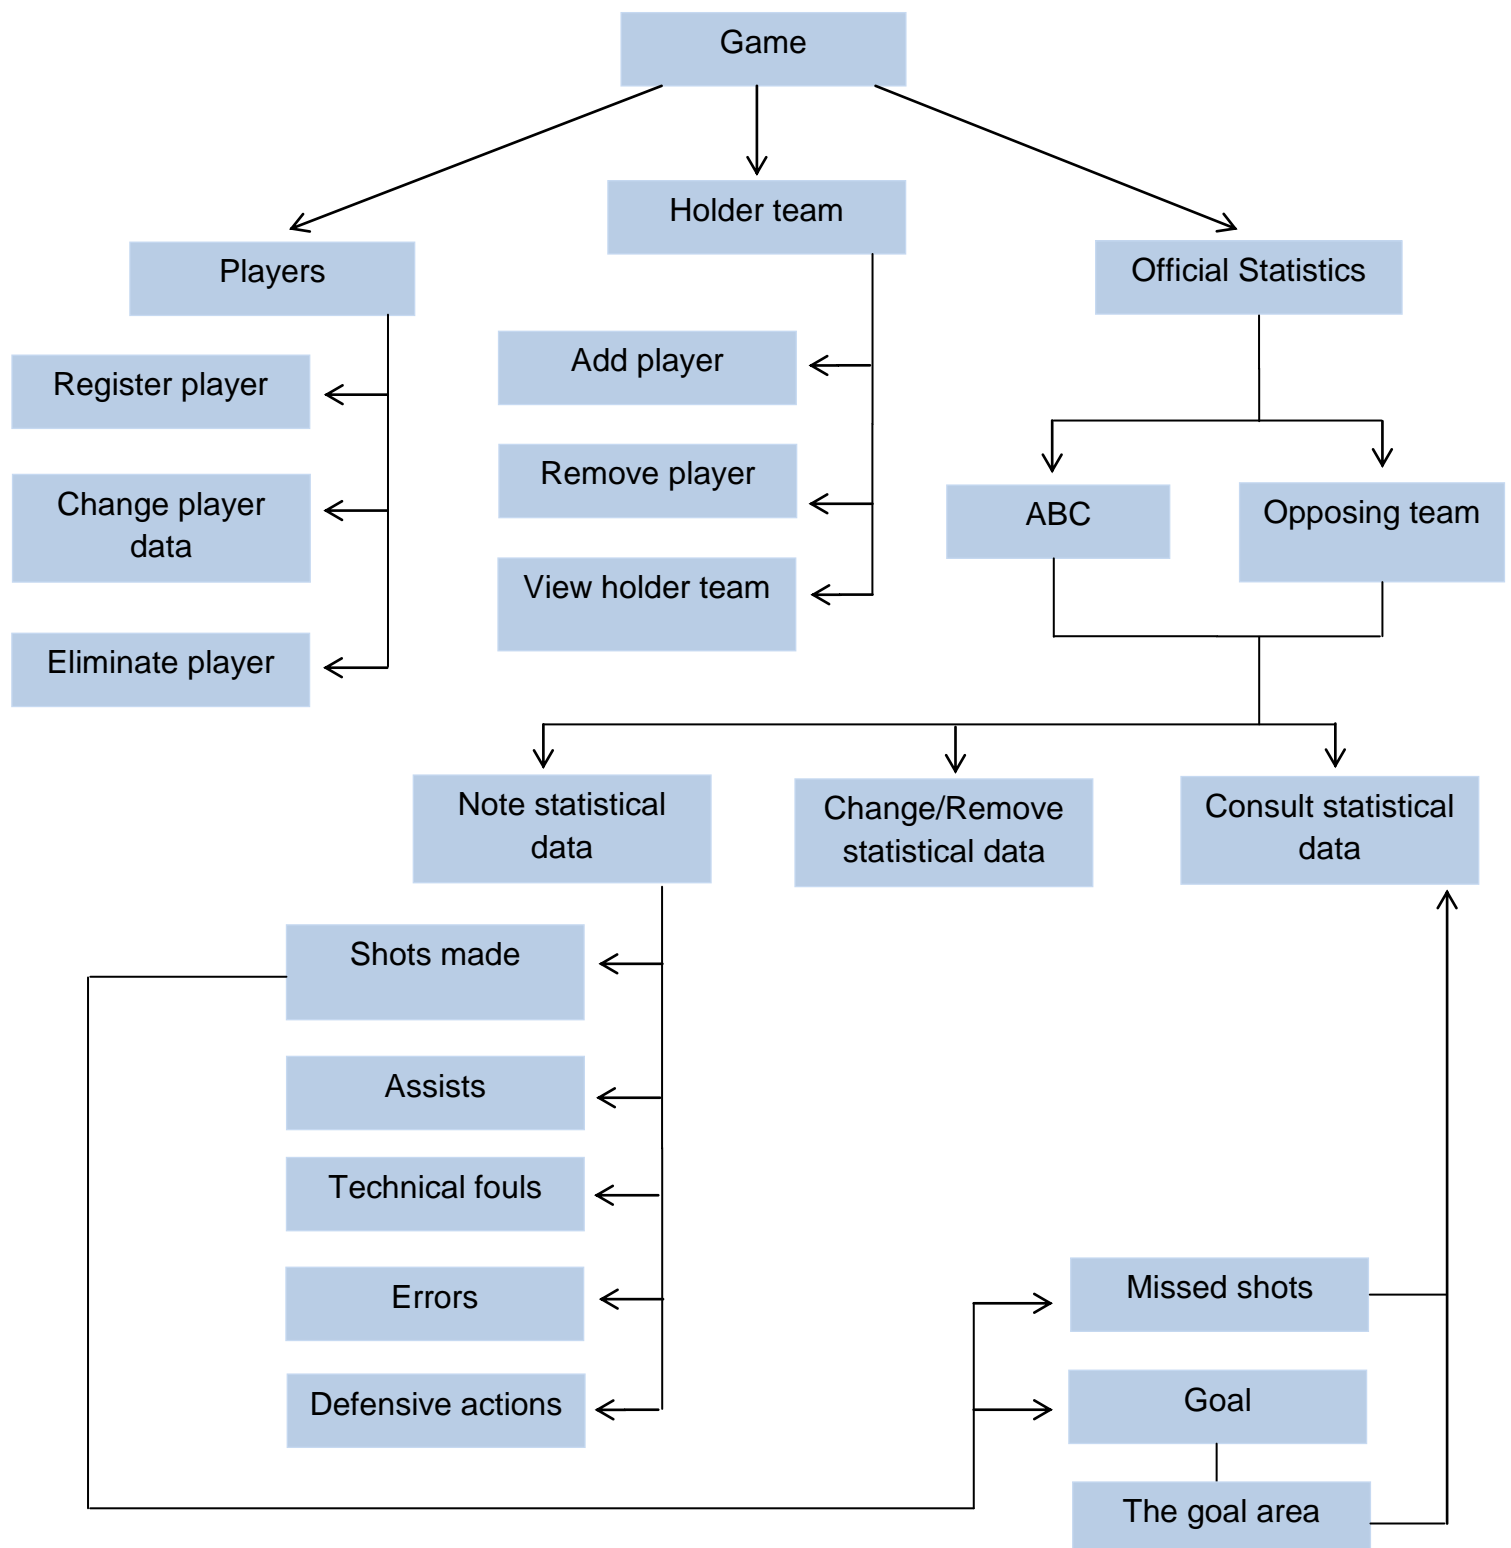 Game
Holder team
Players
Official Statistics
Register player
Add player
Change player
data
Remove player
ABC
Opposing team
View holder team
Eliminate player
Note statistical
data
Change/Remove
statistical data
Consult statistical
data
Shots made
Assists
Technical fouls
Errors
Defensive actions
Missed shots
Goal
The goal area